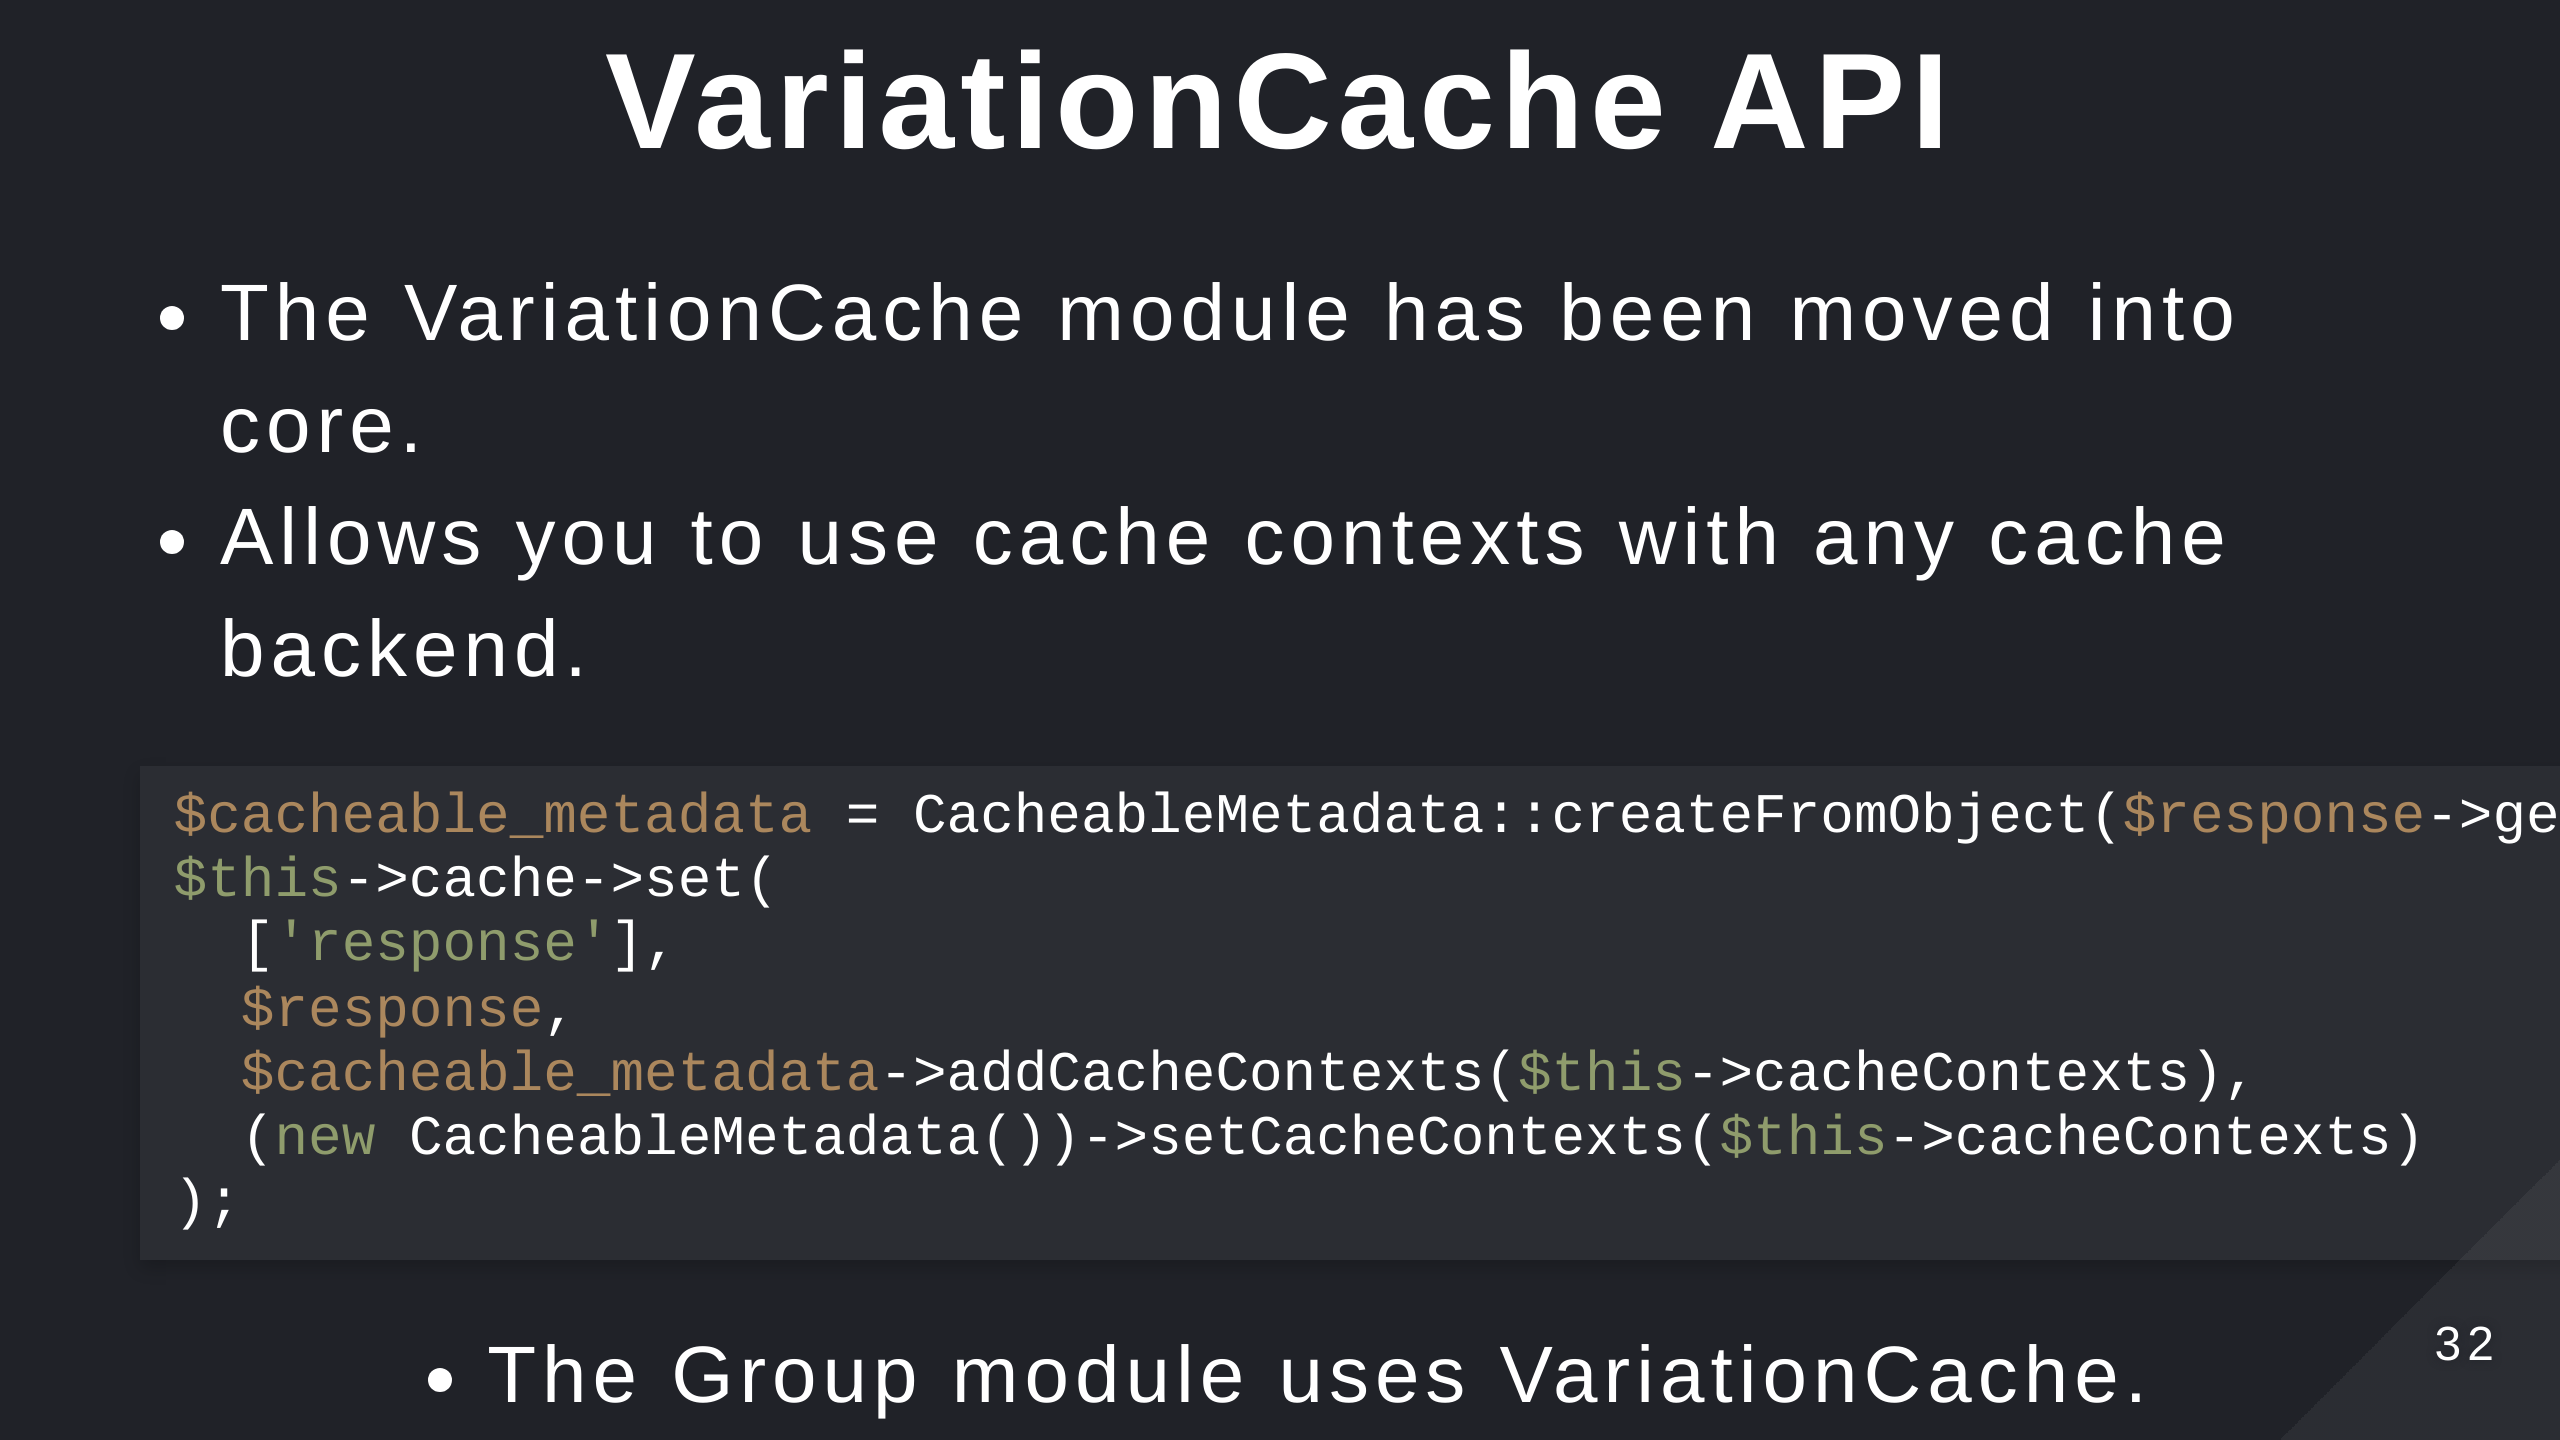 VariationCache API
• The VariationCache module has been moved into
core.
• Allows you to use cache contexts with any cache
backend.
$cacheable_metadata = CacheableMetadata::createFromObject($response->ge
$this->cache->set(
  ['response'],
  $response,
  $cacheable_metadata->addCacheContexts($this->cacheContexts),
  (new CacheableMetadata())->setCacheContexts($this->cacheContexts)
);
• The Group module uses VariationCache.
32